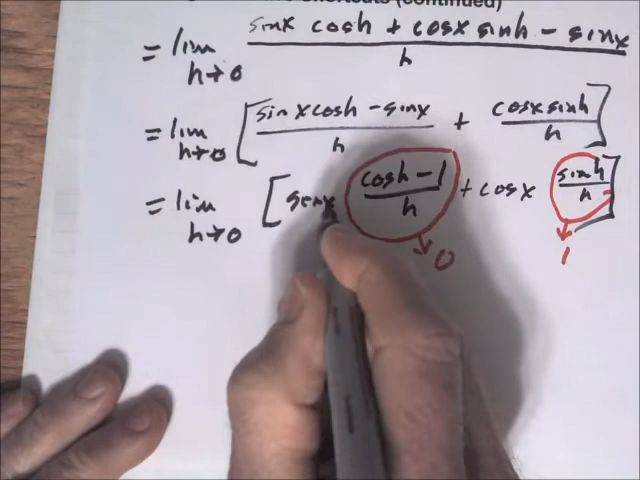 Shortcuts (continued)
= lim h→0 sinx cosh + cosx sinh - sinx / h
= lim h→0 [ sinx cosh - sinx / h + cosx sinh / h ]
= lim h→0 [ sinx cosh - 1 / h + cosx sinh / h ]
0
1